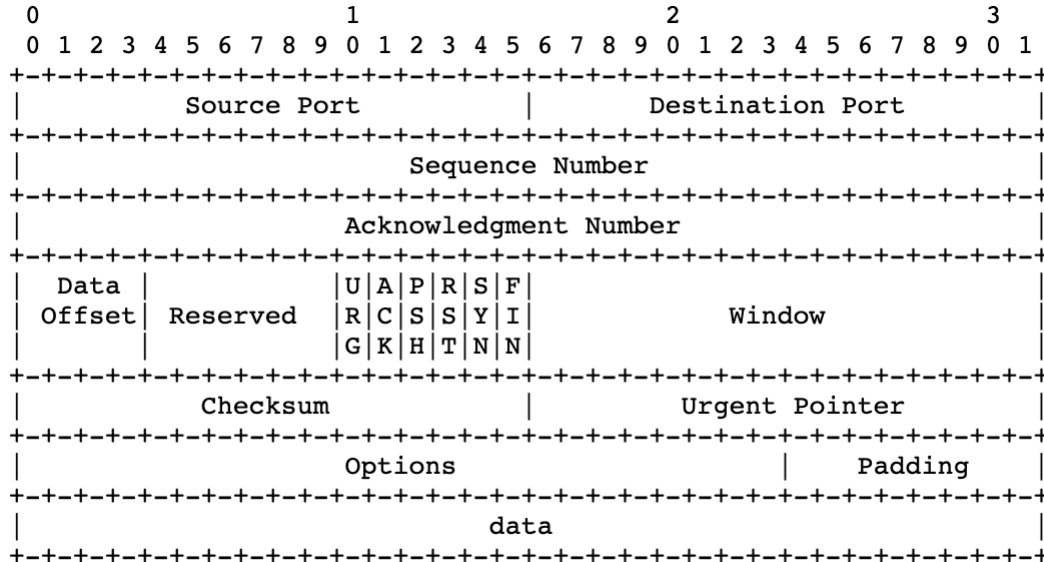 0                   1                   2                   3
 0 1 2 3 4 5 6 7 8 9 0 1 2 3 4 5 6 7 8 9 0 1 2 3 4 5 6 7 8 9 0 1
+-+-+-+-+-+-+-+-+-+-+-+-+-+-+-+-+-+-+-+-+-+-+-+-+-+-+-+-+-+-+-+-+
|          Source Port          |       Destination Port        |
+-+-+-+-+-+-+-+-+-+-+-+-+-+-+-+-+-+-+-+-+-+-+-+-+-+-+-+-+-+-+-+-+
|                        Sequence Number                        |
+-+-+-+-+-+-+-+-+-+-+-+-+-+-+-+-+-+-+-+-+-+-+-+-+-+-+-+-+-+-+-+-+
|                    Acknowledgment Number                      |
+-+-+-+-+-+-+-+-+-+-+-+-+-+-+-+-+-+-+-+-+-+-+-+-+-+-+-+-+-+-+-+-+
|  Data |           |U|A|P|R|S|F|                               |
| Offset| Reserved  |R|C|S|S|Y|I|            Window             |
|       |           |G|K|H|T|N|N|                               |
+-+-+-+-+-+-+-+-+-+-+-+-+-+-+-+-+-+-+-+-+-+-+-+-+-+-+-+-+-+-+-+-+
|           Checksum            |         Urgent Pointer        |
+-+-+-+-+-+-+-+-+-+-+-+-+-+-+-+-+-+-+-+-+-+-+-+-+-+-+-+-+-+-+-+-+
|                    Options                    |    Padding    |
+-+-+-+-+-+-+-+-+-+-+-+-+-+-+-+-+-+-+-+-+-+-+-+-+-+-+-+-+-+-+-+-+
|                             data                              |
+-+-+-+-+-+-+-+-+-+-+-+-+-+-+-+-+-+-+-+-+-+-+-+-+-+-+-+-+-+-+-+-+